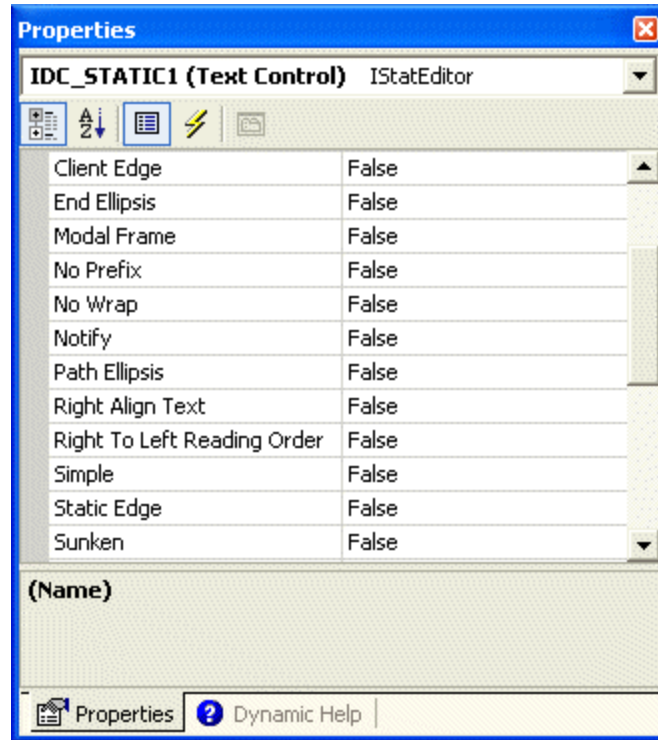 Properties
IDC_STATIC1 (Text Control) IStatEditor
Client Edge False
End Ellipsis False
Modal Frame False
No Prefix False
No Wrap False
Notify False
Path Ellipsis False
Right Align Text False
Right To Left Reading Order False
Simple False
Static Edge False
Sunken False
(Name)
Properties ? Dynamic Help